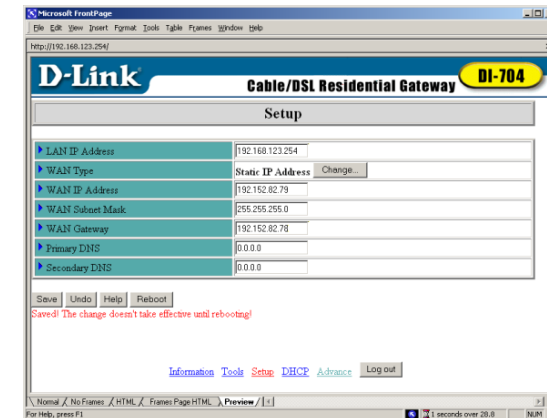 Microsoft FrontPage
File Edit View Insert Format Tools Table Frames Window Help
http://192.168.123.254/
D-Link
Cable/DSL Residential Gateway DI-704
Setup
LAN IP Address 192.168.123.254
WAN Type Static IP Address Change...
WAN IP Address 192.152.82.79
WAN Subnet Mask 255.255.255.0
WAN Gateway 192.152.82.78
Primary DNS 0.0.0.0
Secondary DNS 0.0.0.0
Save Undo Help Reboot
Saved! The change doesn't take effective until rebooting!
Information Tools Setup DHCP Advance Log out
Normal No Frames HTML Frames Page HTML Preview
For Help, press F1 1 seconds over 28.8 NUM